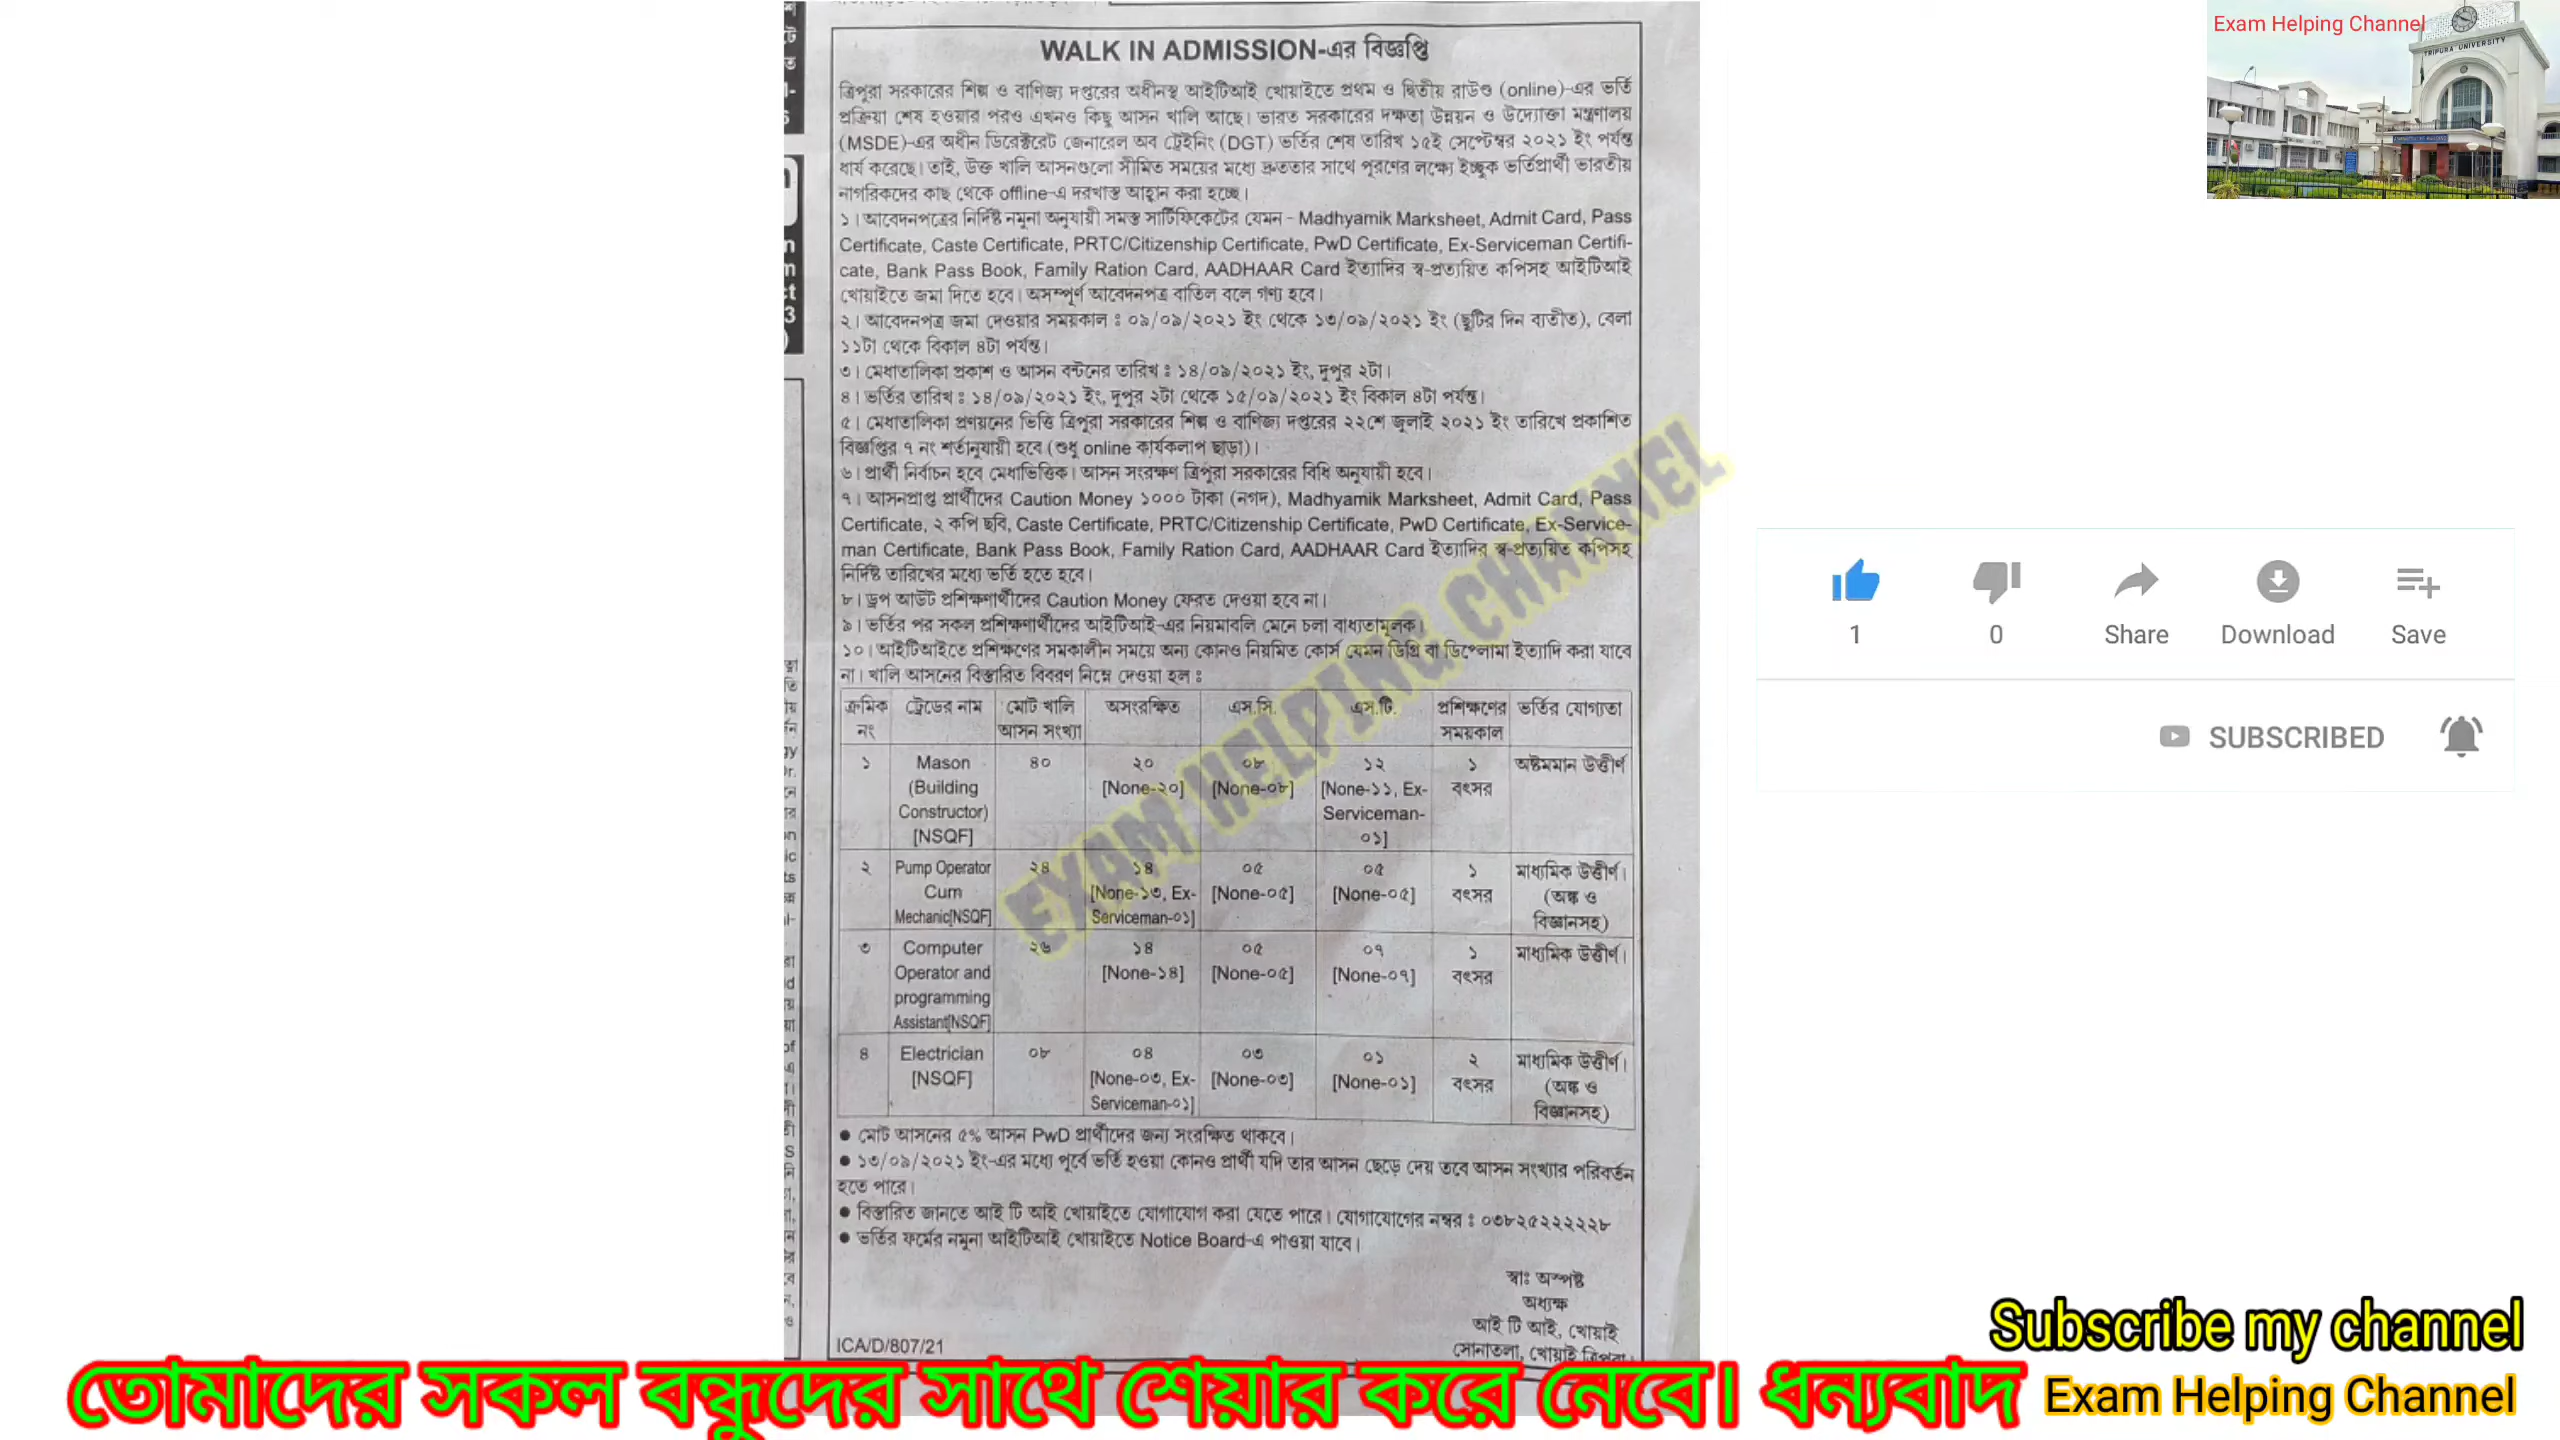 WALK IN ADMISSION-এর বিজ্ঞপ্তি
ত্রিপুরা সরকারের শিল্প ও বাণিজ্য দপ্তরের অধীনস্থ আইটিআই খোয়াইতে প্রথম ও দ্বিতীয় রাউণ্ড (online)-এর ভর্তি
প্রক্রিয়া শেষ হওয়ার পরও এখনও কিছু আসন খালি আছে। ভারত সরকারের দক্ষতা উন্নয়ন ও উদ্যোক্তা মন্ত্রণালয়
(MSDE)-এর অধীন ডিরেক্টরেট জেনারেল অব ট্রেইনিং (DGT) ভর্তির শেষ তারিখ ১৫ই সেপ্টেম্বর ২০২১ ইং পর্যন্ত
ধার্য করেছে। তাই, উক্ত খালি আসনগুলো সীমিত সময়ের মধ্যে দ্রুততার সাথে পূরণের লক্ষ্যে ইচ্ছুক ভর্তিপ্রার্থী ভারতীয়
নাগরিকদের কাছ থেকে offline-এ দরখাস্ত আহ্বান করা হচ্ছে।
১। আবেদনপত্রের নির্দিষ্ট নমুনা অনুযায়ী সমস্ত সার্টিফিকেটের যেমন - Madhyamik Marksheet, Admit Card, Pass
Certificate, Caste Certificate, PRTC/Citizenship Certificate, PwD Certificate, Ex-Serviceman Certifi-
cate, Bank Pass Book, Family Ration Card, AADHAAR Card ইত্যাদির স্ব-প্রত্যয়িত কপিসহ আইটিআই
খোয়াইতে জমা দিতে হবে। অসম্পূর্ণ আবেদনপত্র বাতিল বলে গণ্য হবে।
২। আবেদনপত্র জমা দেওয়ার সময়কাল : ০৯/০৯/২০২১ ইং থেকে ১৩/০৯/২০২১ ইং (ছুটির দিন ব্যতীত), বেলা
১১টা থেকে বিকাল ৪টা পর্যন্ত।
৩। মেধাতালিকা প্রকাশ ও আসন বন্টনের তারিখ : ১৪/০৯/২০২১ ইং, দুপুর ২টা।
৪। ভর্তির তারিখ : ১৪/০৯/২০২১ ইং, দুপুর ২টা থেকে ১৫/০৯/২০২১ ইং বিকাল ৪টা পর্যন্ত।
৫। মেধাতালিকা প্রণয়নের ভিত্তি ত্রিপুরা সরকারের শিল্প ও বাণিজ্য দপ্তরের ২২শে জুলাই ২০২১ ইং তারিখে প্রকাশিত
বিজ্ঞপ্তির ৭ নং শর্তানুযায়ী হবে (শুধু online কার্যকলাপ ছাড়া)।
৬। প্রার্থী নির্বাচন হবে মেধাভিত্তিক। আসন সংরক্ষণ ত্রিপুরা সরকারের বিধি অনুযায়ী হবে।
৭। আসনপ্রাপ্ত প্রার্থীদের Caution Money ১০০০ টাকা (নগদ), Madhyamik Marksheet, Admit Card, Pass
Certificate, ২ কপি ছবি, Caste Certificate, PRTC/Citizenship Certificate, PwD Certificate, Ex-Service-
man Certificate, Bank Pass Book, Family Ration Card, AADHAAR Card ইত্যাদির স্ব-প্রত্যয়িত কপিসহ
নির্দিষ্ট তারিখের মধ্যে ভর্তি হতে হবে।
৮। ড্রপ আউট প্রশিক্ষণার্থীদের Caution Money ফেরত দেওয়া হবে না।
৯। ভর্তির পর সকল প্রশিক্ষণার্থীদের আইটিআই-এর নিয়মাবলি মেনে চলা বাধ্যতামূলক।
১০। আইটিআইতে প্রশিক্ষণের সমকালীন সময়ে অন্য কোনও নিয়মিত কোর্স যেমন ডিগ্রি বা ডিপ্লোমা ইত্যাদি করা যাবে
না। খালি আসনের বিস্তারিত বিবরণ নিম্নে দেওয়া হল :
ক্রমিক নং ট্রেডের নাম মোট খালি আসন সংখ্যা অসংরক্ষিত এস.সি. এস.টি. প্রশিক্ষণের সময়কাল ভর্তির যোগ্যতা
১ Mason (Building Constructor) [NSQF] ৪০ ২০ [None-২০] ০৮ [None-০৮] ১২ [None-১১, Ex-Serviceman-০১] ১ বৎসর অষ্টমমান উত্তীর্ণ
২ Pump Operator Cum Mechanic[NSQF] ২৪ ১৪ [None-১৩, Ex-Serviceman-০১] ০৫ [None-০৫] ০৫ [None-০৫] ১ বৎসর মাধ্যমিক উত্তীর্ণ। (অঙ্ক ও বিজ্ঞানসহ)
৩ Computer Operator and programming Assistant[NSQF] ২৬ ১৪ [None-১৪] ০৫ [None-০৫] ০৭ [None-০৭] ১ বৎসর মাধ্যমিক উত্তীর্ণ।
৪ Electrician [NSQF] ০৮ ০৪ [None-০৩, Ex-Serviceman-০১] ০৩ [None-০৩] ০১ [None-০১] ২ বৎসর মাধ্যমিক উত্তীর্ণ। (অঙ্ক ও বিজ্ঞানসহ)
● মোট আসনের ৫% আসন PwD প্রার্থীদের জন্য সংরক্ষিত থাকবে।
● ১৩/০৯/২০২১ ইং-এর মধ্যে পূর্বে ভর্তি হওয়া কোনও প্রার্থী যদি তার আসন ছেড়ে দেয় তবে আসন সংখ্যার পরিবর্তন
হতে পারে।
● বিস্তারিত জানতে আই টি আই খোয়াইতে যোগাযোগ করা যেতে পারে। যোগাযোগের নম্বর : ০৩৮২৫২২২২২৮
● ভর্তির ফর্মের নমুনা আইটিআই খোয়াইতে Notice Board-এ পাওয়া যাবে।
স্বাঃ অস্পষ্ট
অধ্যক্ষ
আই টি আই, খোয়াই
সোনাতলা, খোয়াই ত্রিপুরা।
ICA/D/807/21
EXAM HELPING CHANNEL
Exam Helping Channel
TRIPURA UNIVERSITY
1 0 Share Download Save
SUBSCRIBED
Subscribe my channel
Exam Helping Channel
তোমাদের সকল বন্ধুদের সাথে শেয়ার করে নেবে। ধন্যবাদ